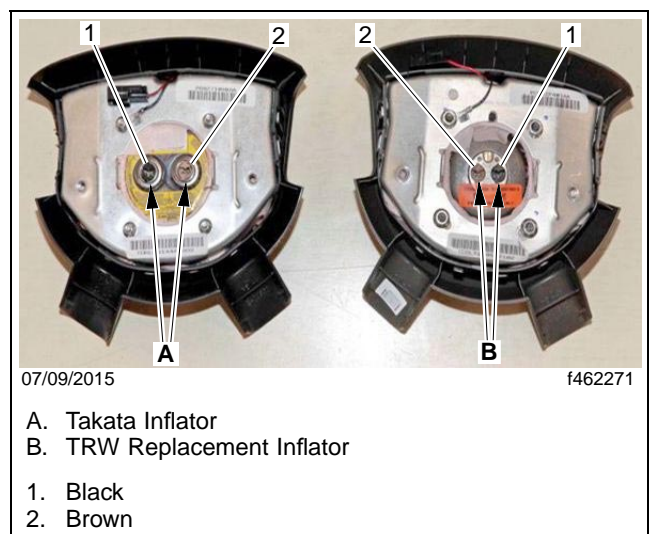 1 2 2 1
A B
07/09/2015 f462271
A. Takata Inflator
B. TRW Replacement Inflator
1. Black
2. Brown